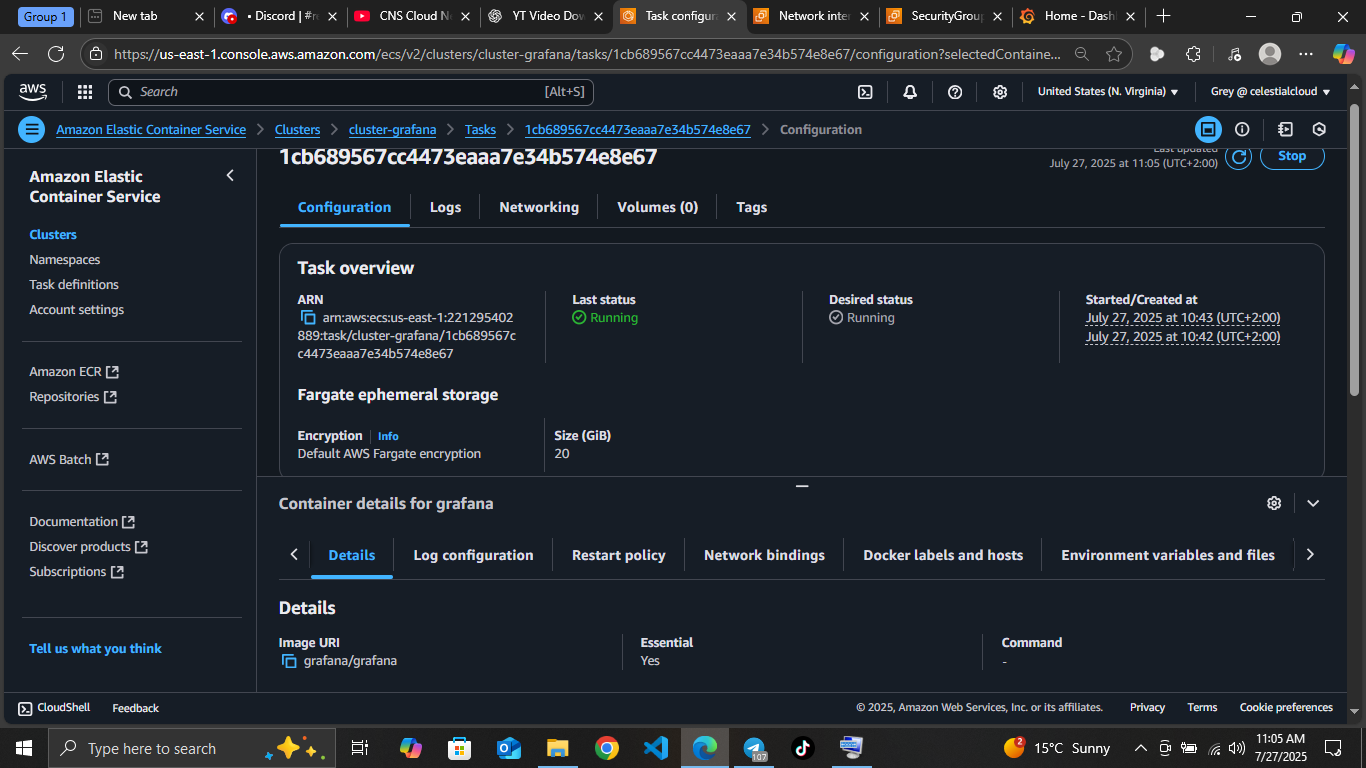 Group 1
New tab
• Discord | #r
CNS Cloud N
YT Video Dow
Task configur
Network inte
SecurityGroup
Home - Dash
https://us-east-1.console.aws.amazon.com/ecs/v2/clusters/cluster-grafana/tasks/1cb689567cc4473eaaa7e34b574e8e67/configuration?selectedContaine...
aws
Search
[Alt+S]
United States (N. Virginia)
Grey @ celestialcloud
Amazon Elastic Container Service
Clusters
cluster-grafana
Tasks
1cb689567cc4473eaaa7e34b574e8e67
Configuration
Amazon Elastic
Container Service
Clusters
Namespaces
Task definitions
Account settings
Amazon ECR
Repositories
AWS Batch
Documentation
Discover products
Subscriptions
Tell us what you think
1cb689567cc4473eaaa7e34b574e8e67
Last updated
July 27, 2025 at 11:05 (UTC+2:00)
Stop
Configuration
Logs
Networking
Volumes (0)
Tags
Task overview
ARN
arn:aws:ecs:us-east-1:221295402
889:task/cluster-grafana/1cb689567c
c4473eaaa7e34b574e8e67
Last status
Running
Desired status
Running
Started/Created at
July 27, 2025 at 10:43 (UTC+2:00)
July 27, 2025 at 10:42 (UTC+2:00)
Fargate ephemeral storage
Encryption
Info
Default AWS Fargate encryption
Size (GiB)
20
Container details for grafana
Details
Log configuration
Restart policy
Network bindings
Docker labels and hosts
Environment variables and files
Details
Image URI
grafana/grafana
Essential
Yes
Command
-
CloudShell
Feedback
© 2025, Amazon Web Services, Inc. or its affiliates.
Privacy
Terms
Cookie preferences
Type here to search
107
2
15°C Sunny
11:05 AM
7/27/2025